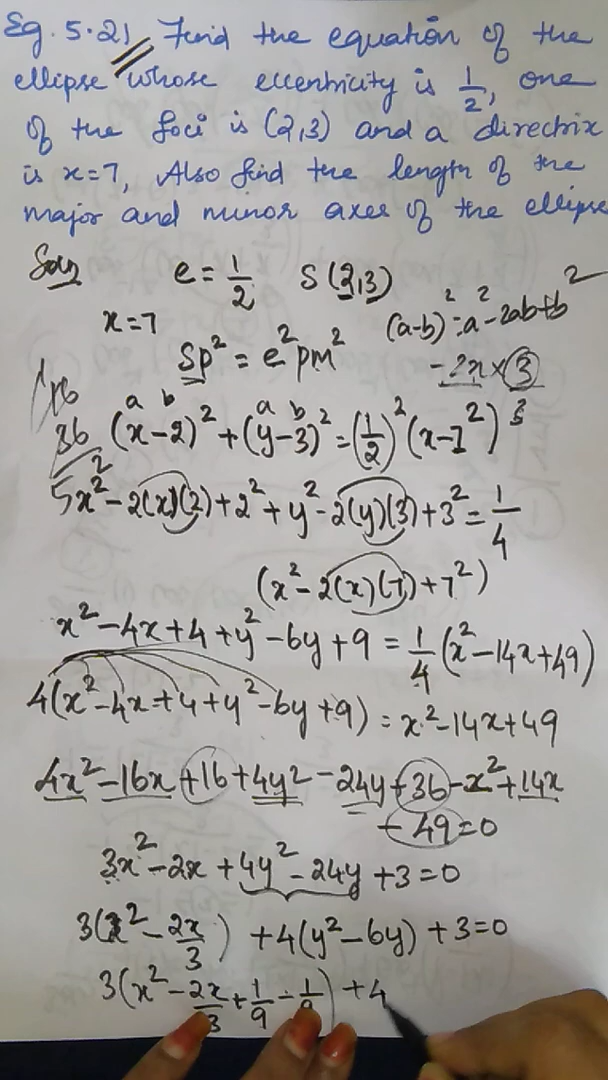 Eg. 5.21 Find the equation of the
ellipse whose eccentricity is 1/2, one
of the foci is (2,3) and a directrix
is x=7, Also find the length of the
major and minor axes of the ellipse
Soln e = 1/2 S(2,3)
x=7 (a-b)² = a² - 2ab + b²
SP² = e² PM² -2x×3
a b a b
36 (x-2)² + (y-3)² = (1/2)² (x-7²)
x² - 2(x)(2) + 2² + y² - 2(y)(3) + 3² = 1/4
(x² - 2(x)(7) + 7²)
x² - 4x + 4 + y² - 6y + 9 = 1/4 (x² - 14x + 49)
4(x² - 4x + 4 + y² - 6y + 9) = x² - 14x + 49
4x² - 16x + 16 + 4y² - 24y + 36 - x² + 14x
- 49 = 0
3x² - 2x + 4y² - 24y + 3 = 0
3(x² - 2x/3) + 4(y² - 6y) + 3 = 0
3(x² - 2x/3 + 1/9 - 1/9) + 4